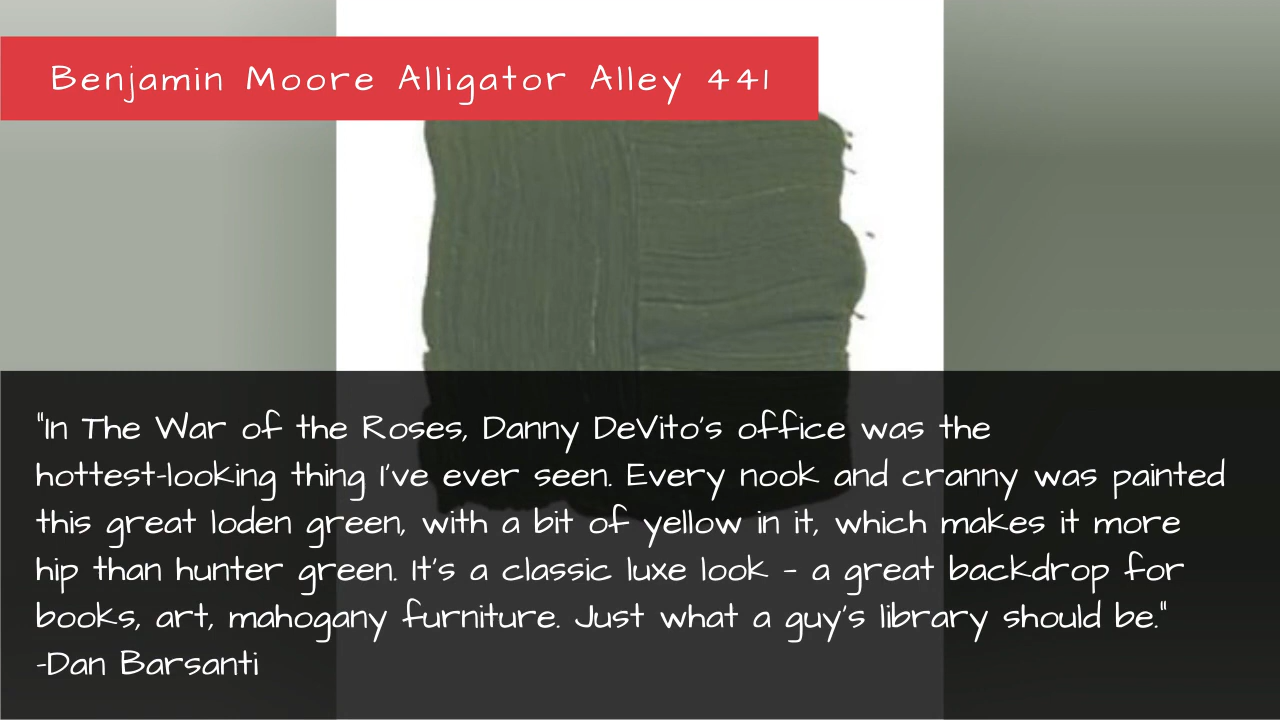 Benjamin Moore Alligator Alley 441
"In The War of the Roses, Danny DeVito's office was the
hottest-looking thing I've ever seen. Every nook and cranny was painted
this great loden green, with a bit of yellow in it, which makes it more
hip than hunter green. It's a classic luxe look - a great backdrop for
books, art, mahogany furniture. Just what a guy's library should be."
-Dan Barsanti